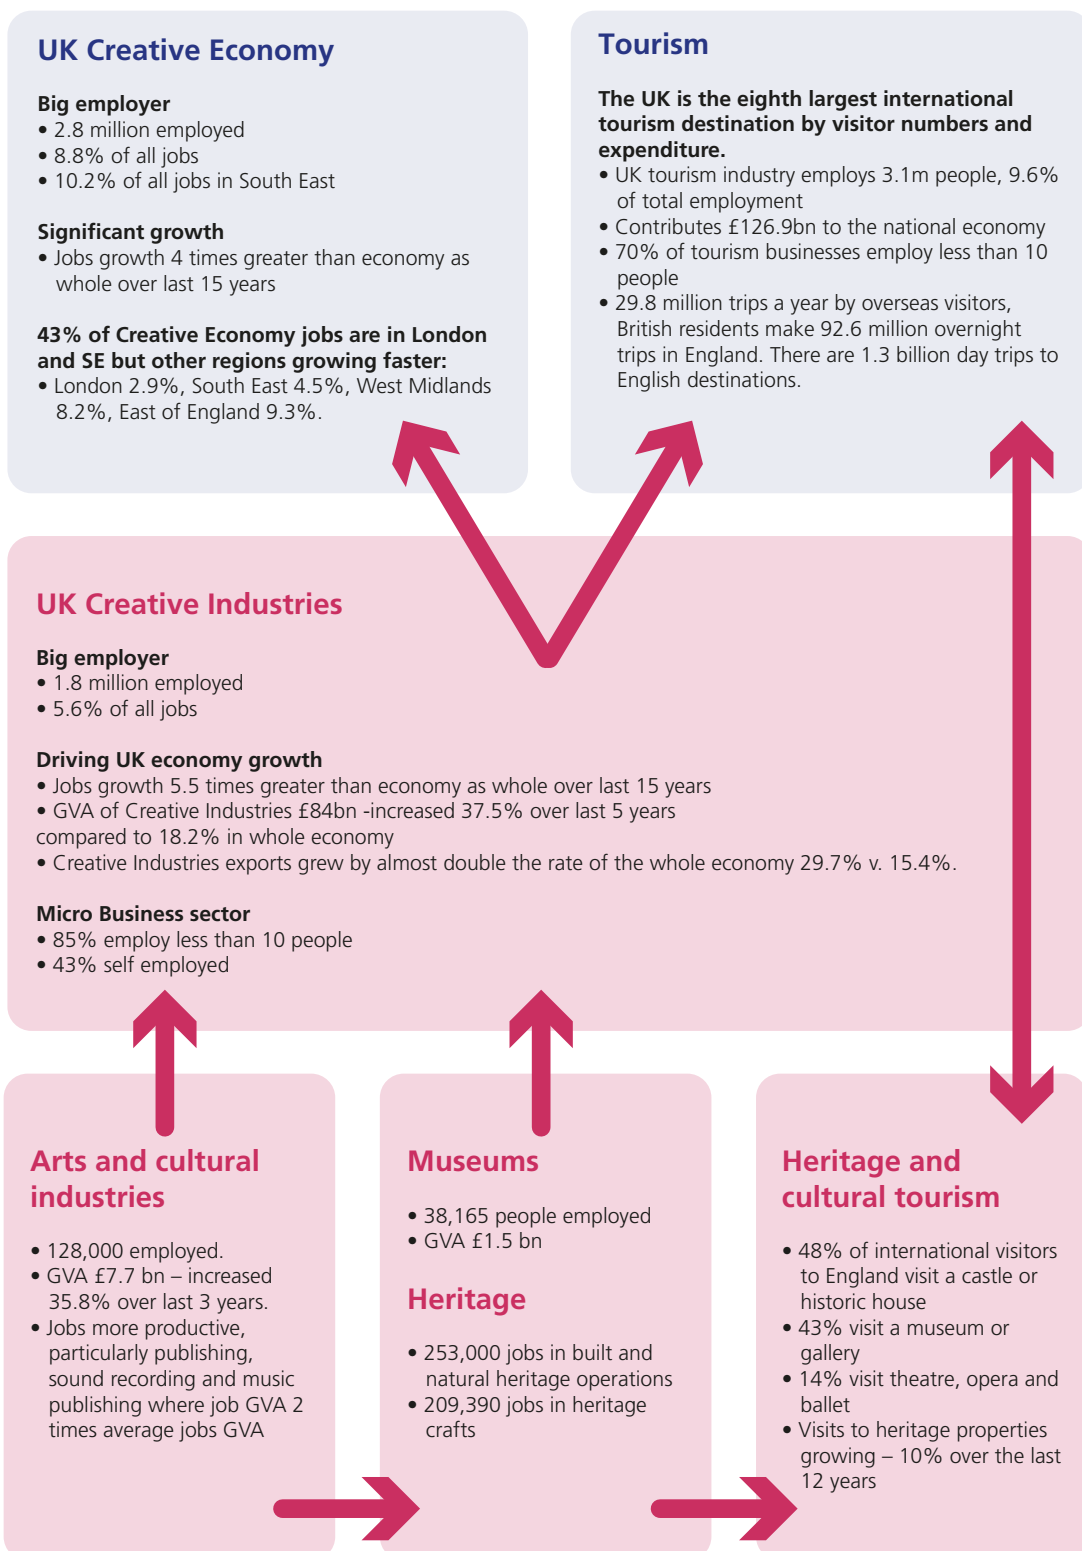 UK Creative Economy
Big employer
• 2.8 million employed
• 8.8% of all jobs
• 10.2% of all jobs in South East
Significant growth
• Jobs growth 4 times greater than economy as
whole over last 15 years
43% of Creative Economy jobs are in London
and SE but other regions growing faster:
• London 2.9%, South East 4.5%, West Midlands
8.2%, East of England 9.3%.
Tourism
The UK is the eighth largest international
tourism destination by visitor numbers and
expenditure.
• UK tourism industry employs 3.1m people, 9.6%
of total employment
• Contributes £126.9bn to the national economy
• 70% of tourism businesses employ less than 10
people
• 29.8 million trips a year by overseas visitors,
British residents make 92.6 million overnight
trips in England. There are 1.3 billion day trips to
English destinations.
UK Creative Industries
Big employer
• 1.8 million employed
• 5.6% of all jobs
Driving UK economy growth
• Jobs growth 5.5 times greater than economy as whole over last 15 years
• GVA of Creative Industries £84bn -increased 37.5% over last 5 years
compared to 18.2% in whole economy
• Creative Industries exports grew by almost double the rate of the whole economy 29.7% v. 15.4%.
Micro Business sector
• 85% employ less than 10 people
• 43% self employed
Arts and cultural
industries
• 128,000 employed.
• GVA £7.7 bn – increased
35.8% over last 3 years.
• Jobs more productive,
particularly publishing,
sound recording and music
publishing where job GVA 2
times average jobs GVA
Museums
• 38,165 people employed
• GVA £1.5 bn
Heritage
• 253,000 jobs in built and
natural heritage operations
• 209,390 jobs in heritage
crafts
Heritage and
cultural tourism
• 48% of international visitors
to England visit a castle or
historic house
• 43% visit a museum or
gallery
• 14% visit theatre, opera and
ballet
• Visits to heritage properties
growing – 10% over the last
12 years